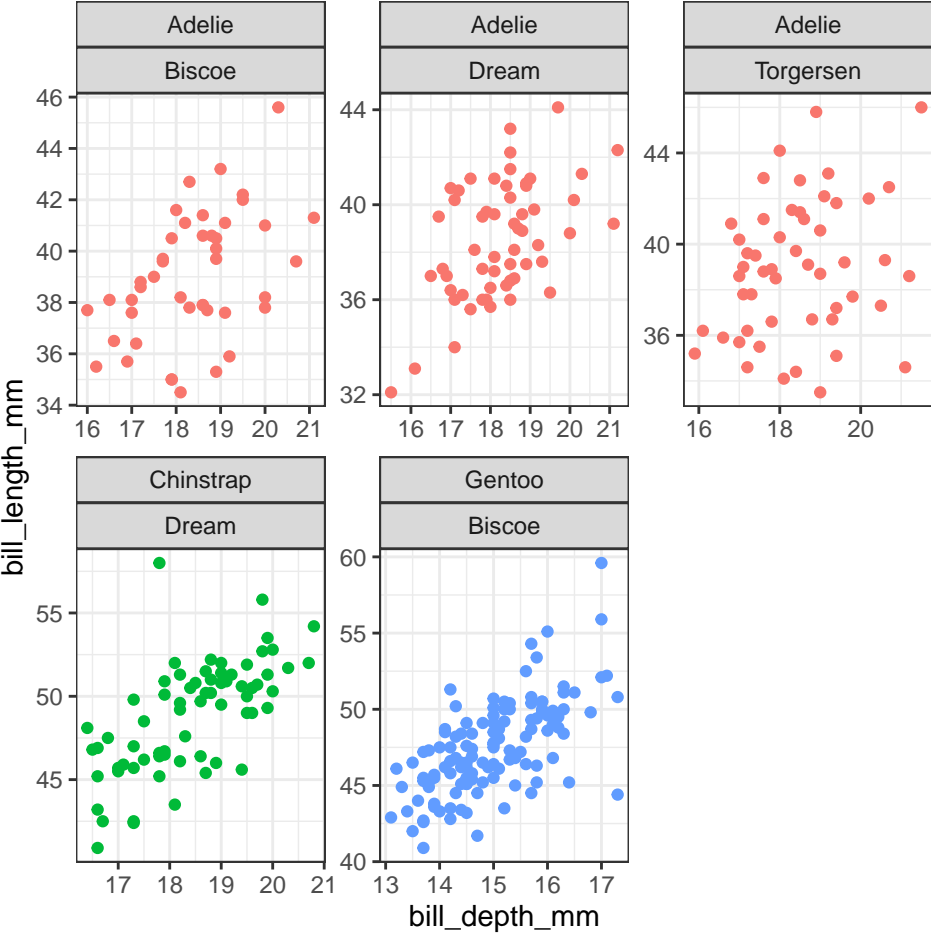 Adelie
Biscoe
46
44
42
40
38
36
34
16 17 18 19 20 21
Adelie
Dream
44
40
36
32
16 17 18 19 20 21
Adelie
Torgersen
44
40
36
16 18 20
bill_length_mm
Chinstrap
Dream
55
50
45
17 18 19 20 21
Gentoo
Biscoe
60
55
50
45
40
13 14 15 16 17
bill_depth_mm